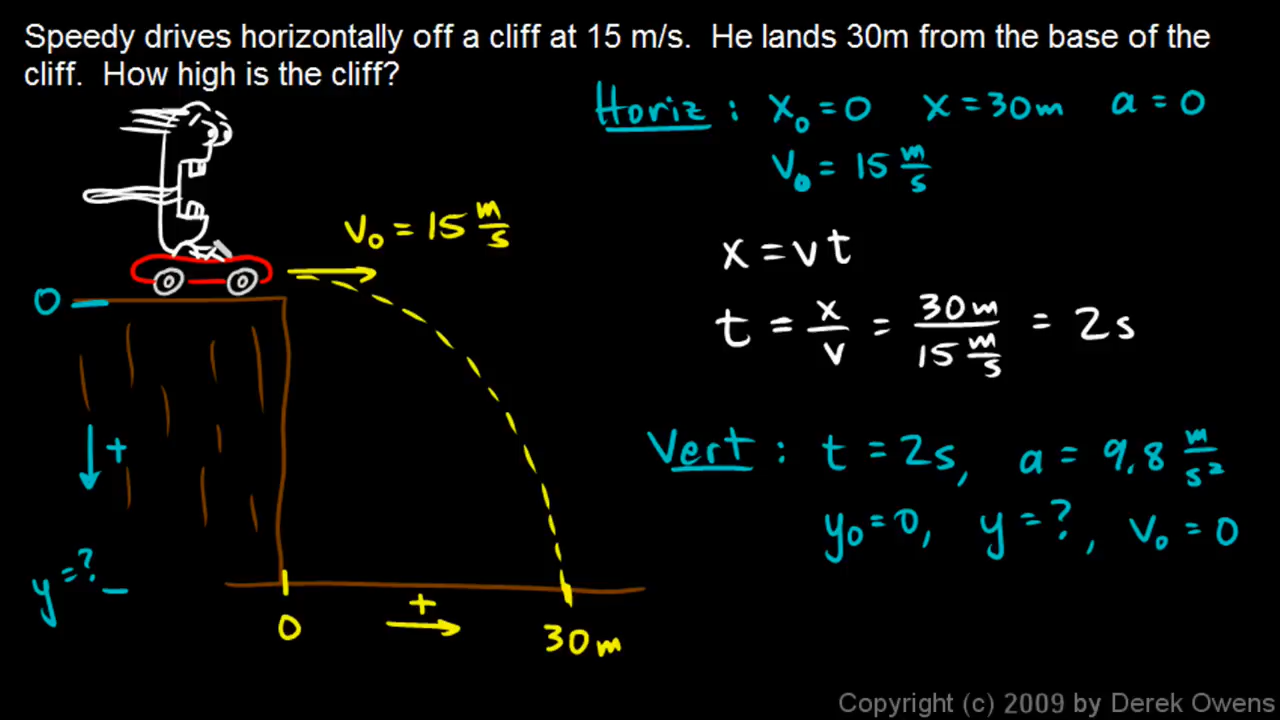 Speedy drives horizontally off a cliff at 15 m/s.  He lands 30m from the base of the
cliff.  How high is the cliff?
Horiz : x₀ = 0   x = 30m   a = 0
v₀ = 15 m/s
v₀ = 15 m/s
x = vt
0
t = x/v = 30m / 15 m/s = 2s
+
Vert : t = 2s, a = 9.8 m/s²
y₀ = 0, y = ?, v₀ = 0
y = ?
0
+
30m
Copyright (c) 2009 by Derek Owens